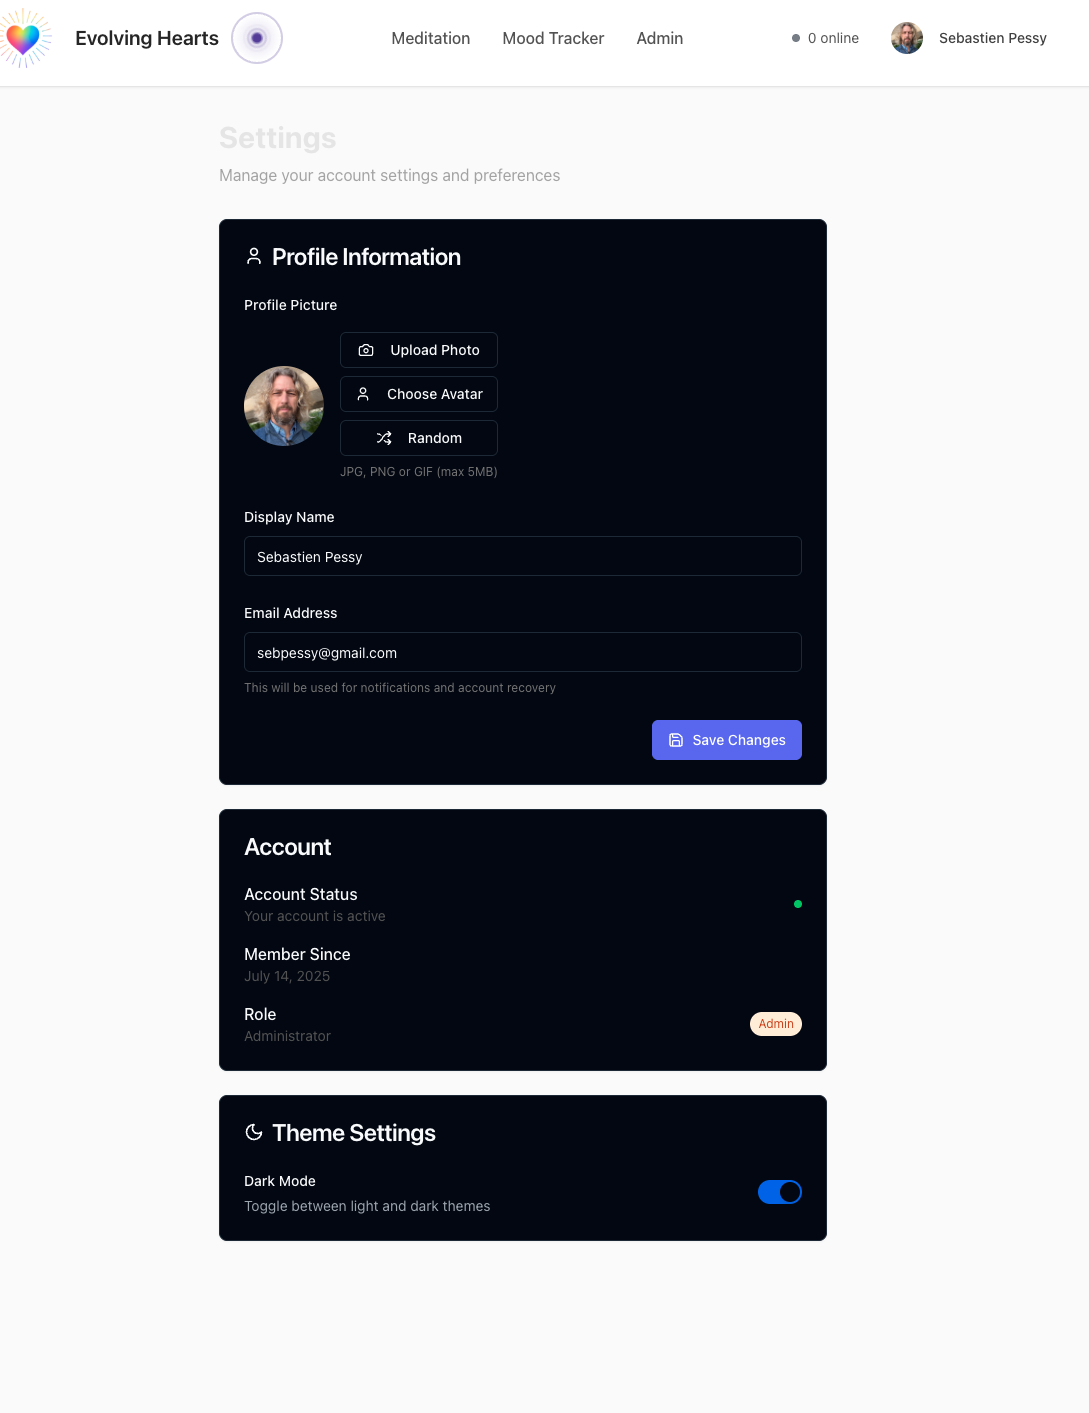 Evolving Hearts
Meditation
Mood Tracker
Admin
0 online
Sebastien Pessy
Settings
Manage your account settings and preferences
Profile Information
Profile Picture
Upload Photo
Choose Avatar
Random
JPG, PNG or GIF (max 5MB)
Display Name
Sebastien Pessy
Email Address
sebpessy@gmail.com
This will be used for notifications and account recovery
Save Changes
Account
Account Status
Your account is active
Member Since
July 14, 2025
Role
Administrator
Admin
Theme Settings
Dark Mode
Toggle between light and dark themes